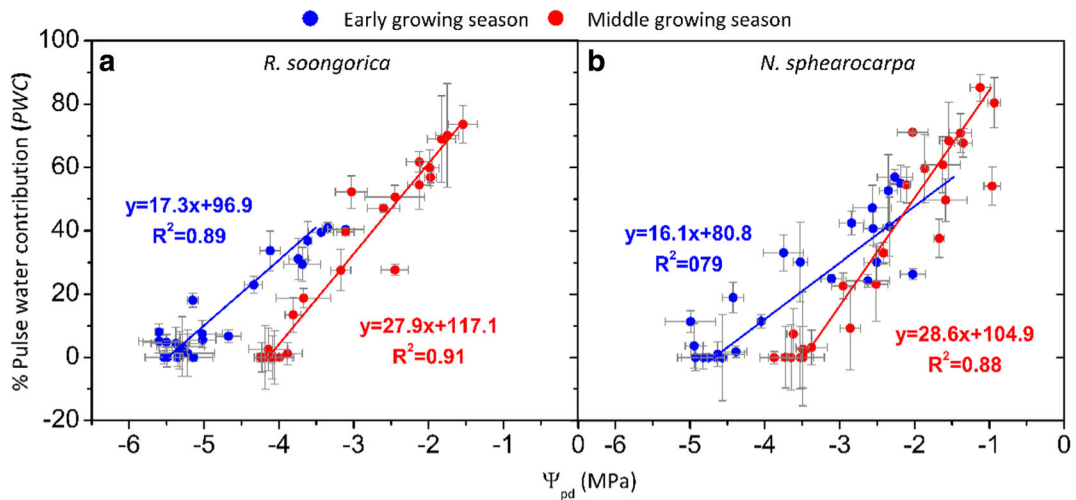 Early growing season Middle growing season
a R. soongorica
b N. sphearocarpa
% Pulse water contribution (PWC)
100
80
60
40
20
0
-20
y=17.3x+96.9
R²=0.89
y=27.9x+117.1
R²=0.91
y=16.1x+80.8
R²=079
y=28.6x+104.9
R²=0.88
-6 -5 -4 -3 -2 -1 0 -6 -5 -4 -3 -2 -1 0
Ψpd (MPa)